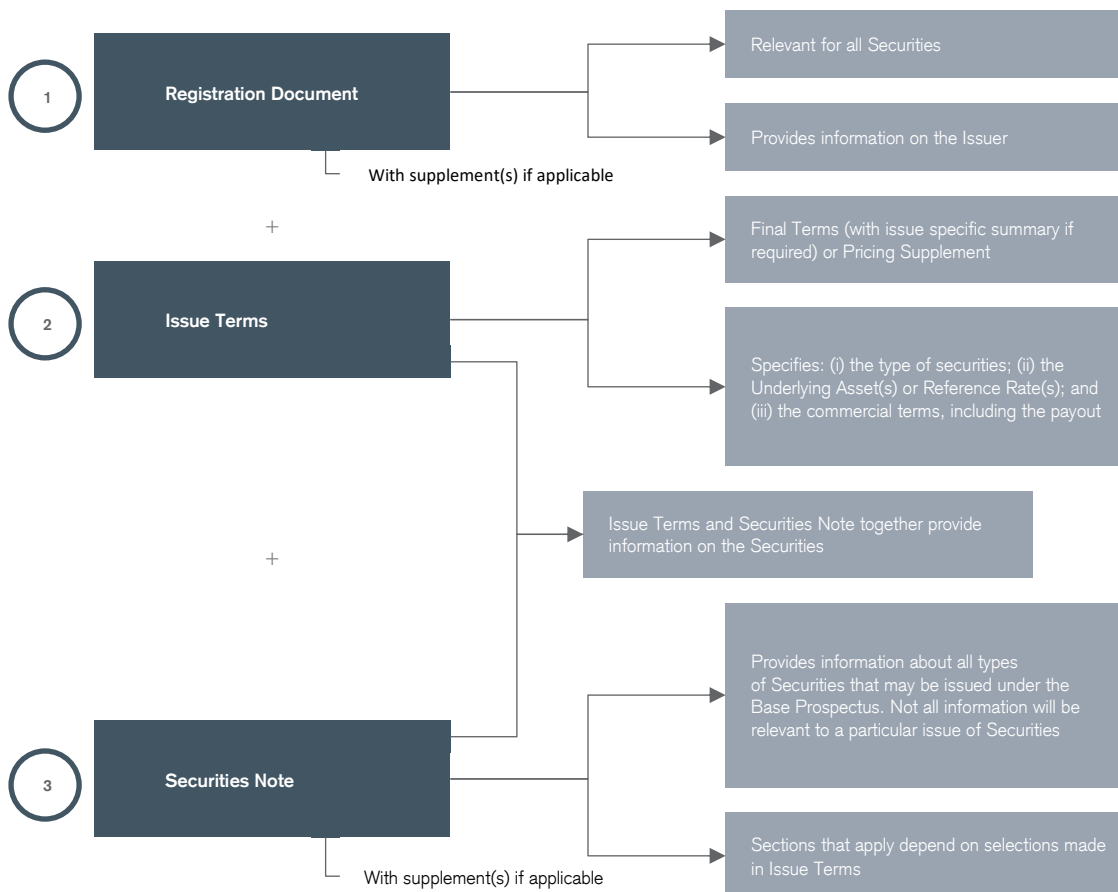 1
Registration Document
With supplement(s) if applicable
Relevant for all Securities
Provides information on the Issuer
+
2
Issue Terms
Final Terms (with issue specific summary if
required) or Pricing Supplement
Specifies: (i) the type of securities; (ii) the
Underlying Asset(s) or Reference Rate(s); and
(iii) the commercial terms, including the payout
Issue Terms and Securities Note together provide
information on the Securities
+
3
Securities Note
With supplement(s) if applicable
Provides information about all types
of Securities that may be issued under the
Base Prospectus. Not all information will be
relevant to a particular issue of Securities
Sections that apply depend on selections made
in Issue Terms